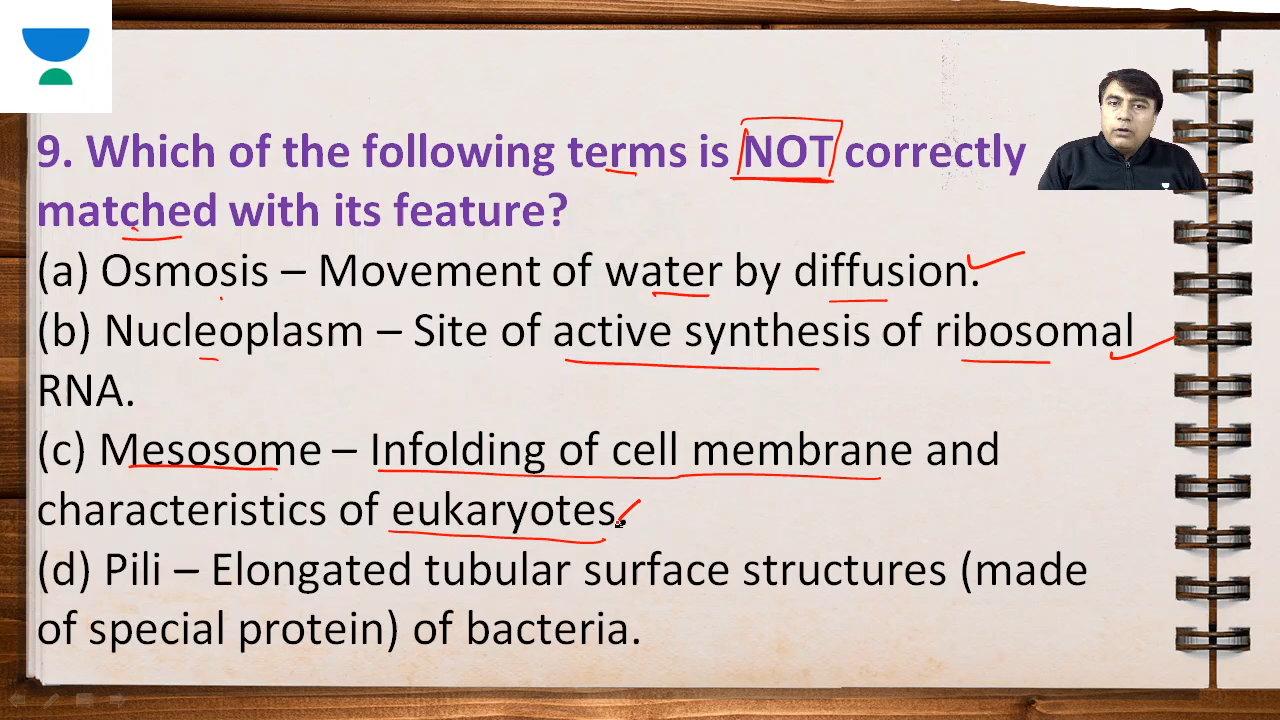 9. Which of the following terms is NOT correctly
matched with its feature?
(a) Osmosis – Movement of water by diffusion.
(b) Nucleoplasm – Site of active synthesis of ribosomal
RNA.
(c) Mesosome – Infolding of cell membrane and
characteristics of eukaryotes.
(d) Pili – Elongated tubular surface structures (made
of special protein) of bacteria.